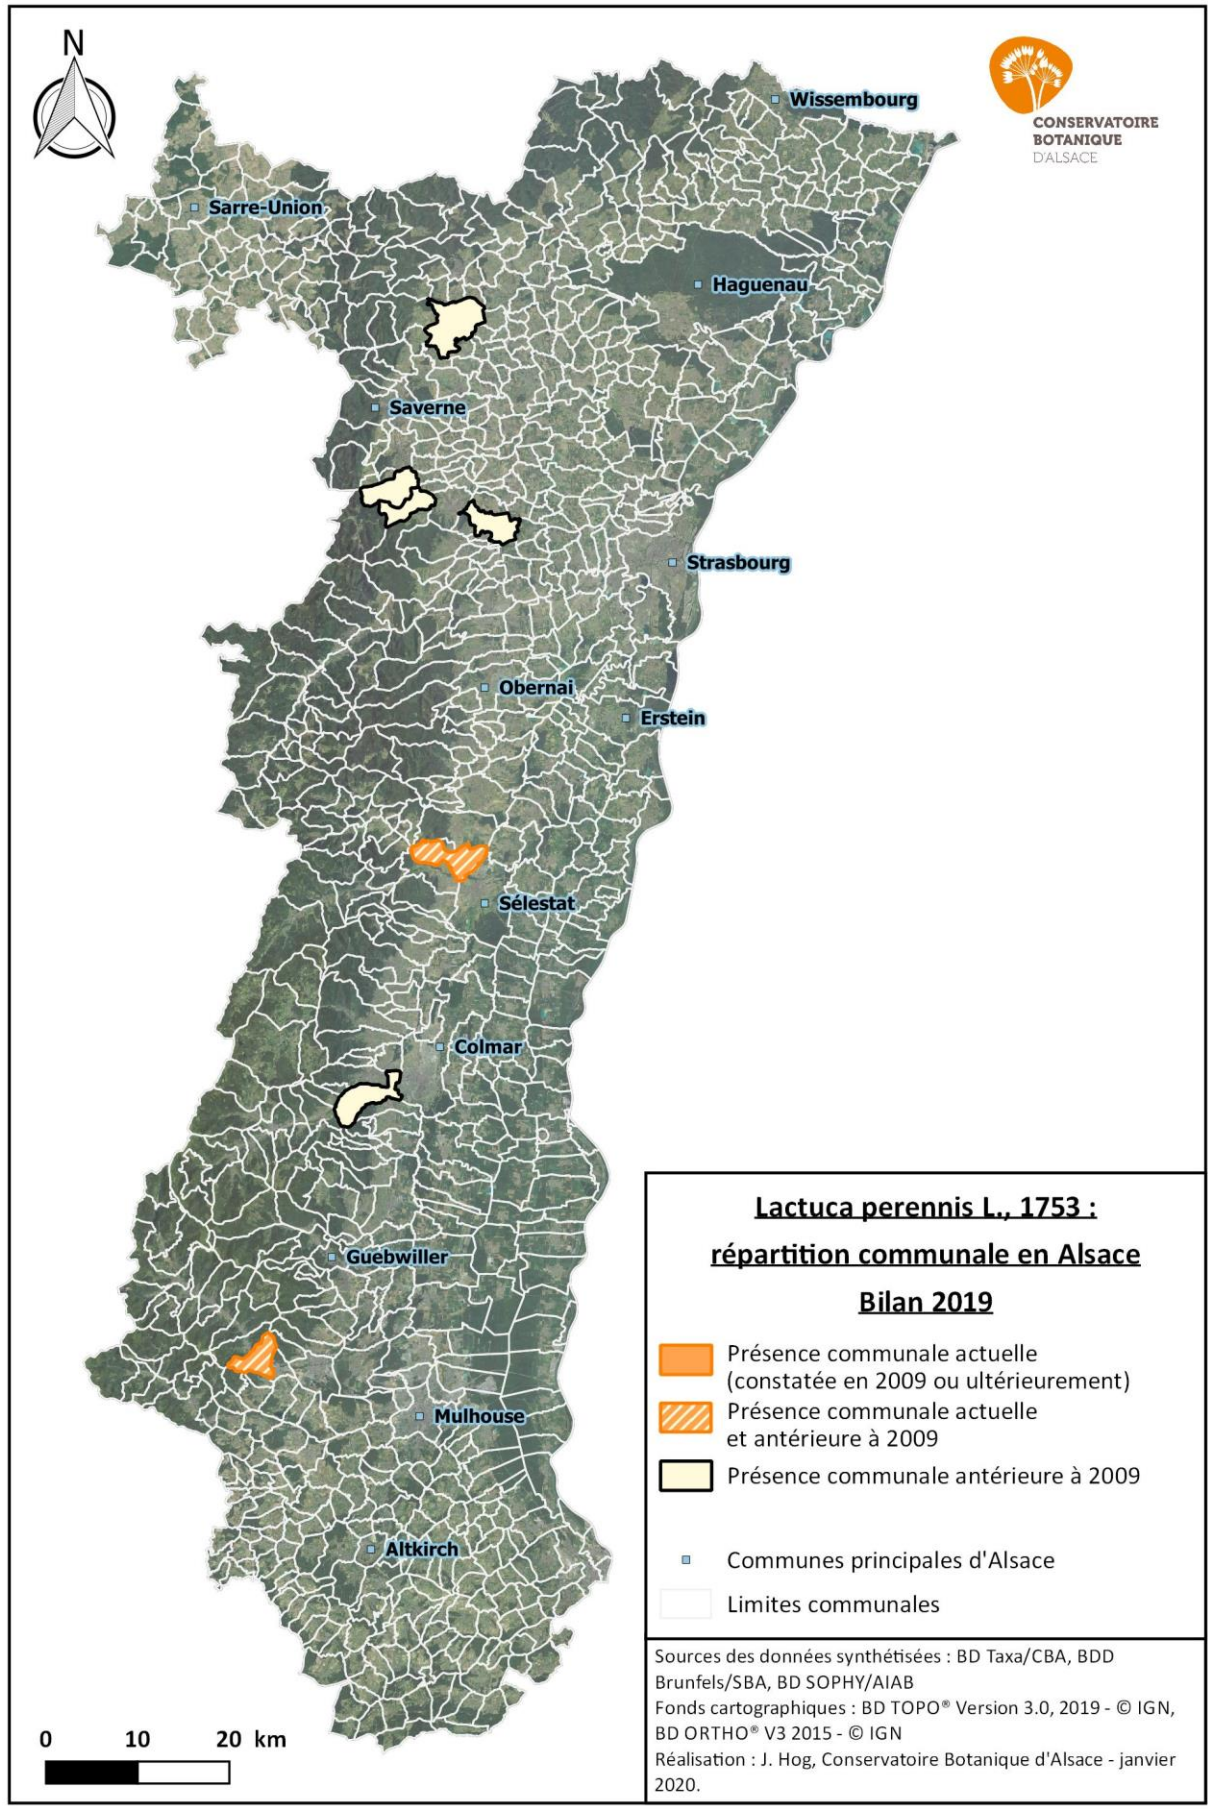 N
CONSERVATOIRE
BOTANIQUE
D'ALSACE
Wissembourg
Sarre-Union
Haguenau
Saverne
Strasbourg
Obernai
Erstein
Sélestat
Colmar
Guebwiller
Mulhouse
Altkirch
Lactuca perennis L., 1753 :
répartition communale en Alsace
Bilan 2019
Présence communale actuelle
(constatée en 2009 ou ultérieurement)
Présence communale actuelle
et antérieure à 2009
Présence communale antérieure à 2009
Communes principales d'Alsace
Limites communales
Sources des données synthétisées : BD Taxa/CBA, BDD
Brunfels/SBA, BD SOPHY/AIAB
Fonds cartographiques : BD TOPO® Version 3.0, 2019 - © IGN,
BD ORTHO® V3 2015 - © IGN
Réalisation : J. Hog, Conservatoire Botanique d'Alsace - janvier
2020.
0 10 20 km